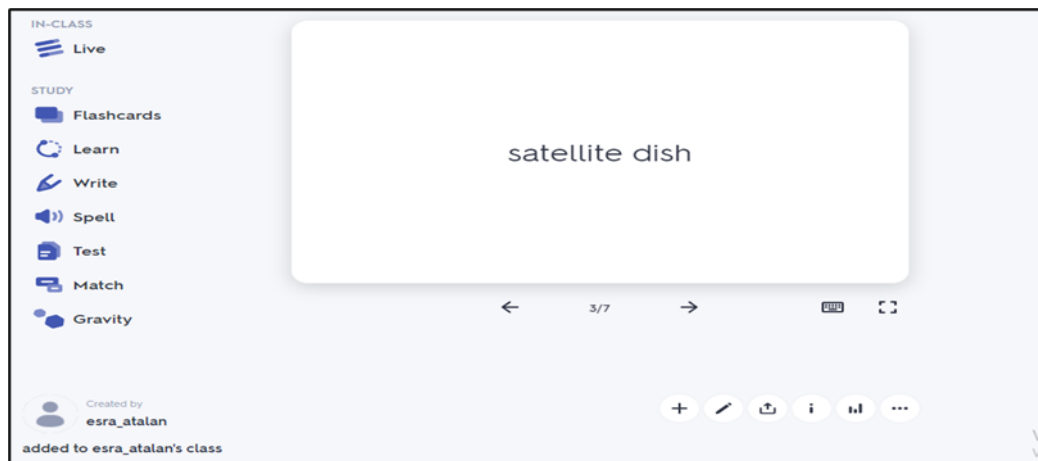 IN-CLASS
Live
STUDY
Flashcards
Learn
Write
Spell
Test
Match
Gravity
satellite dish
3/7
Created by
esra_atalan
added to esra_atalan's class